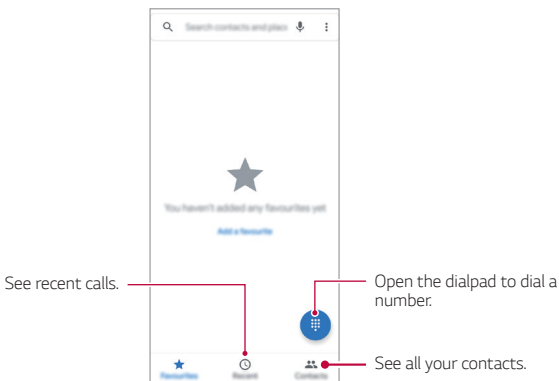 Search contacts and places
You haven't added any favourites yet
Add a favourite
See recent calls.
Open the dialpad to dial a
number.
See all your contacts.
Favourites
Recent
Contacts